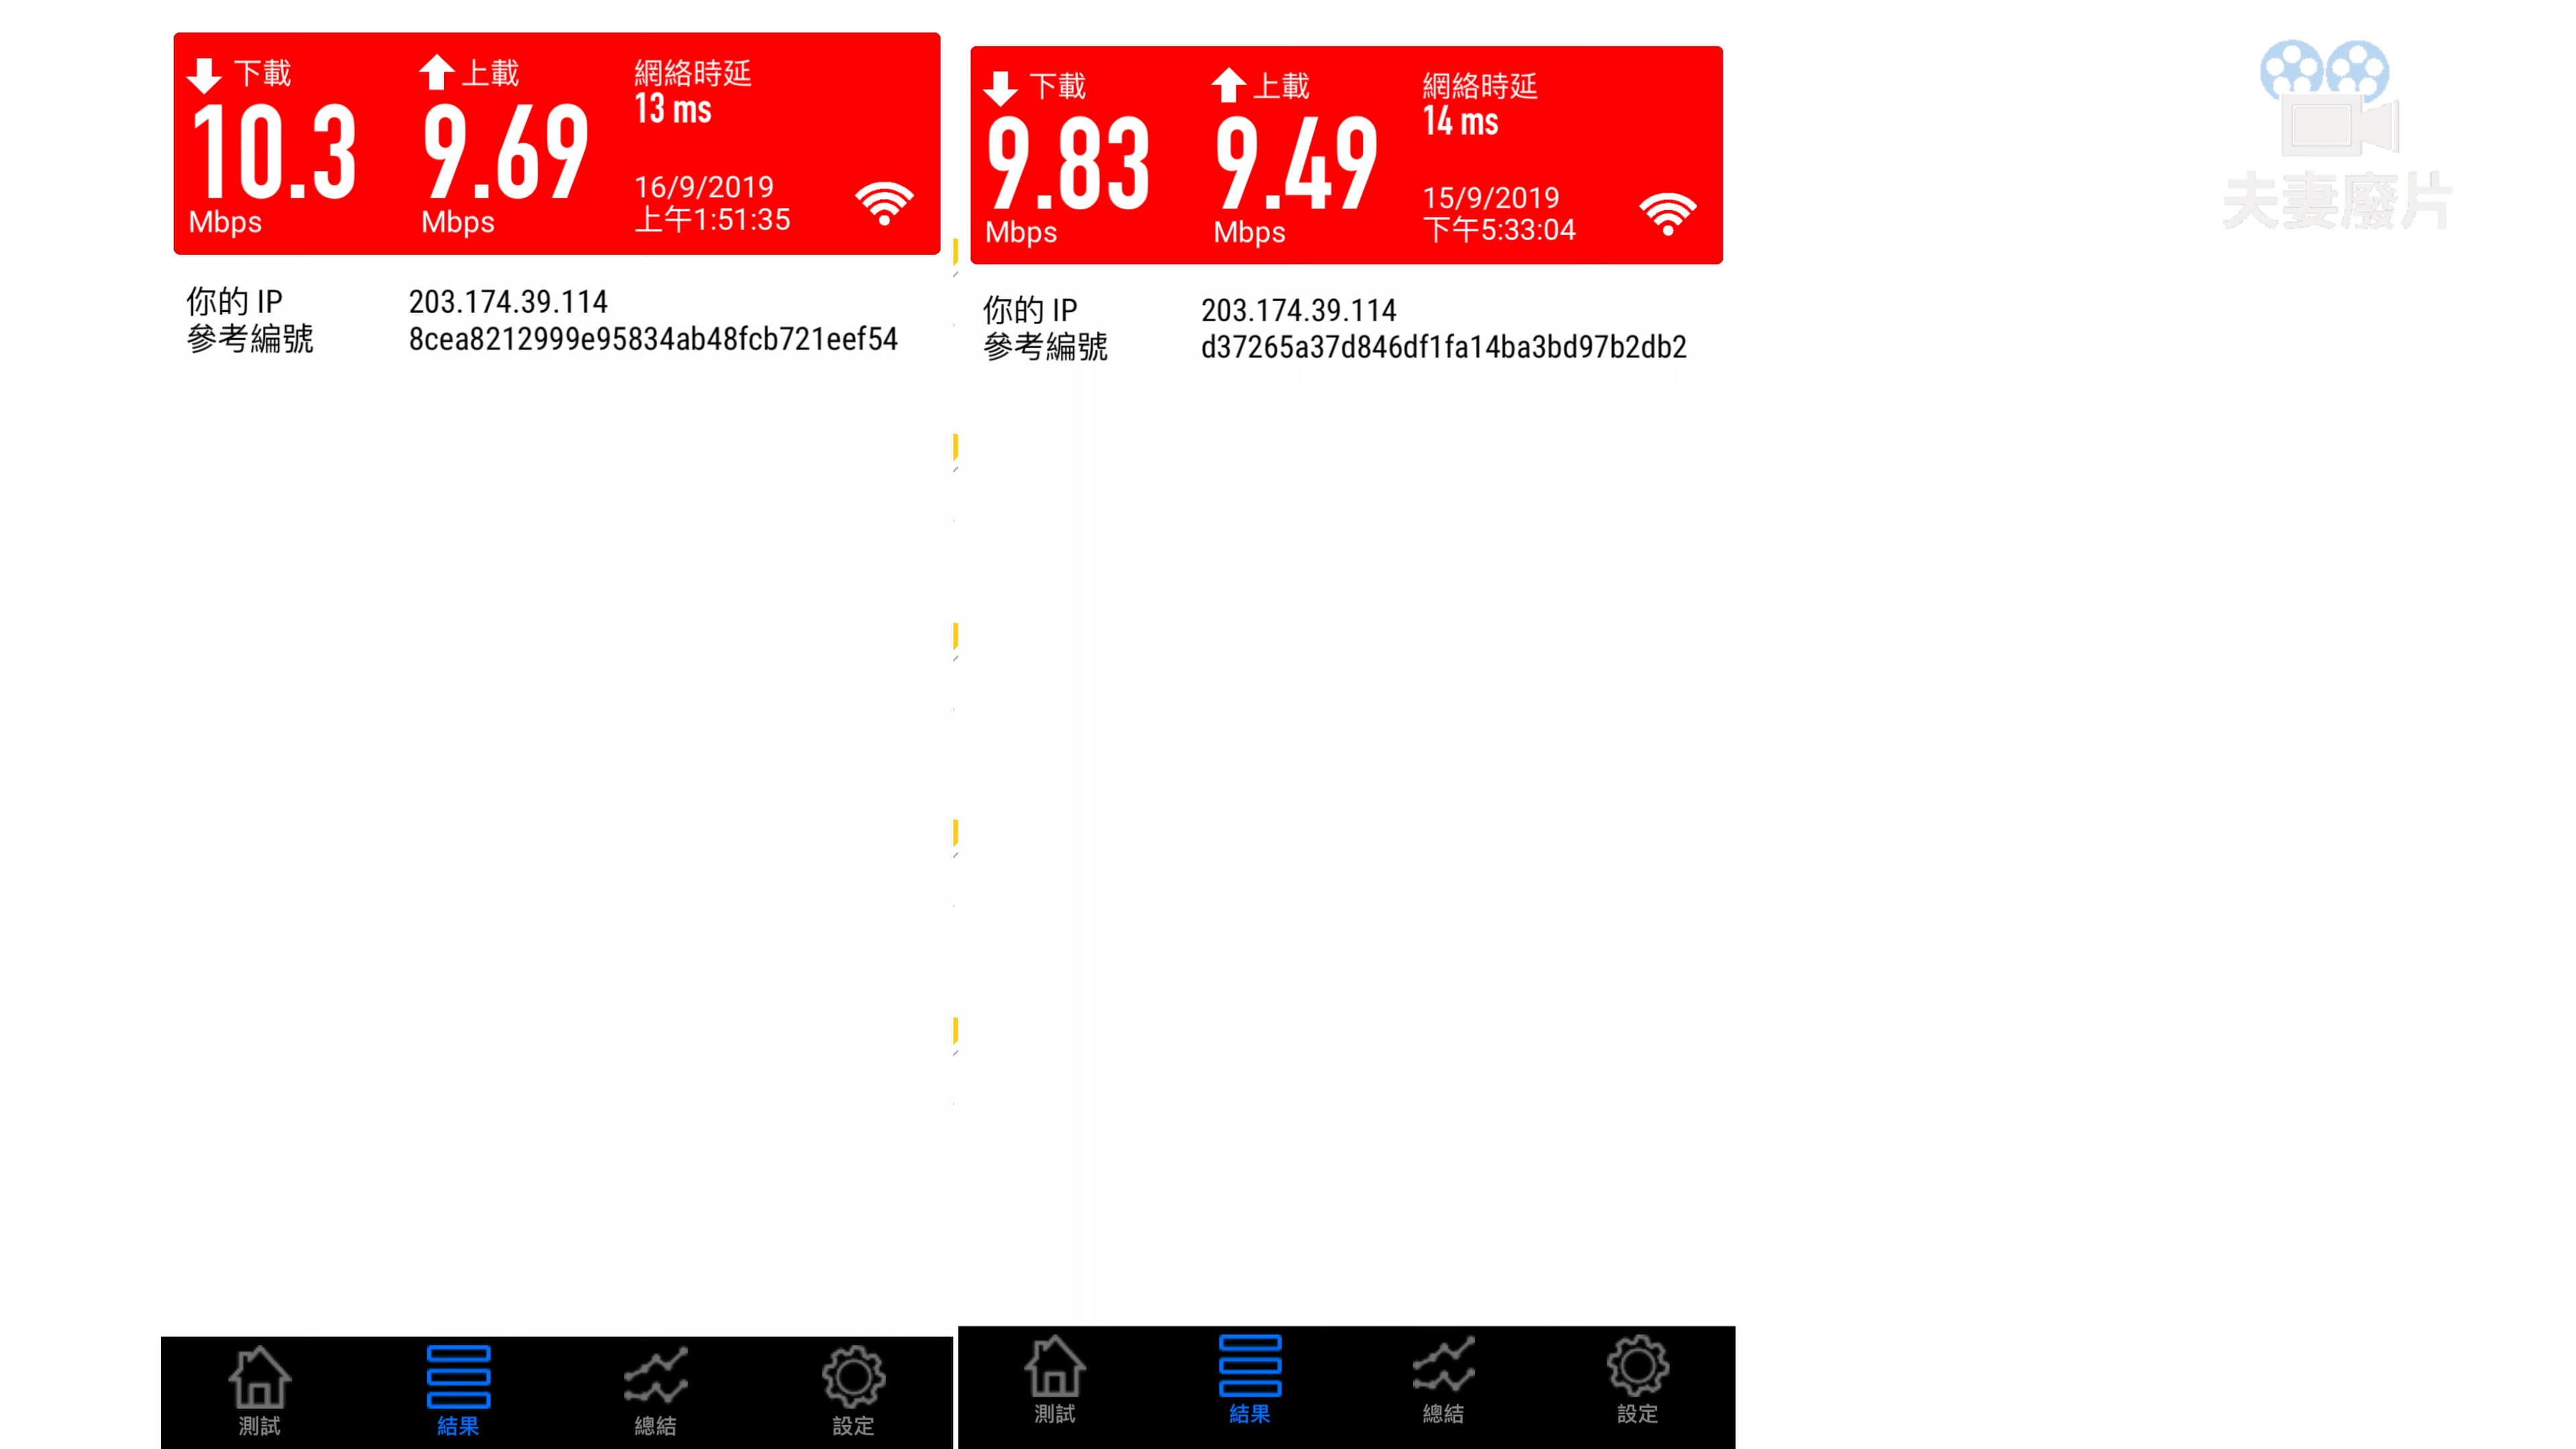 下載
10.3
Mbps
上載
9.69
Mbps
網絡時延
13 ms
16/9/2019
上午1:51:35
你的 IP 203.174.39.114
參考編號 8cea8212999e95834ab48fcb721eef54
測試 結果 總結 設定
下載
9.83
Mbps
上載
9.49
Mbps
網絡時延
14 ms
15/9/2019
下午5:33:04
你的 IP 203.174.39.114
參考編號 d37265a37d846df1fa14ba3bd97b2db2
測試 結果 總結 設定
夫妻廢片